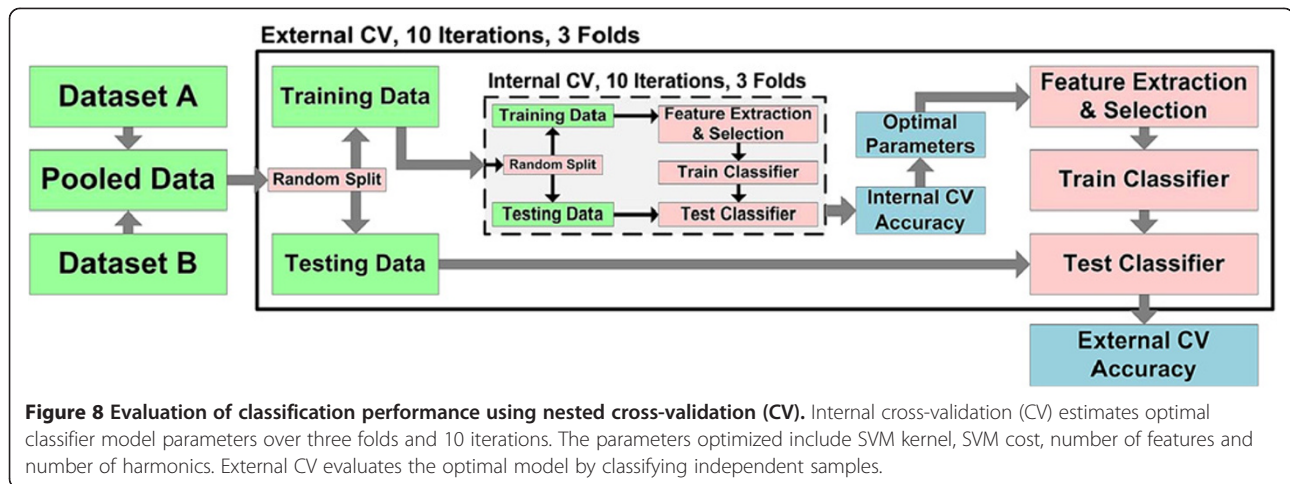 External CV, 10 Iterations, 3 Folds
Dataset A
Pooled Data
Dataset B
Random Split
Training Data
Testing Data
Internal CV, 10 Iterations, 3 Folds
Training Data
Random Split
Testing Data
Feature Extraction
& Selection
Train Classifier
Test Classifier
Optimal
Parameters
Internal CV
Accuracy
Feature Extraction
& Selection
Train Classifier
Test Classifier
External CV
Accuracy
Figure 8 Evaluation of classification performance using nested cross-validation (CV). Internal cross-validation (CV) estimates optimal
classifier model parameters over three folds and 10 iterations. The parameters optimized include SVM kernel, SVM cost, number of features and
number of harmonics. External CV evaluates the optimal model by classifying independent samples.